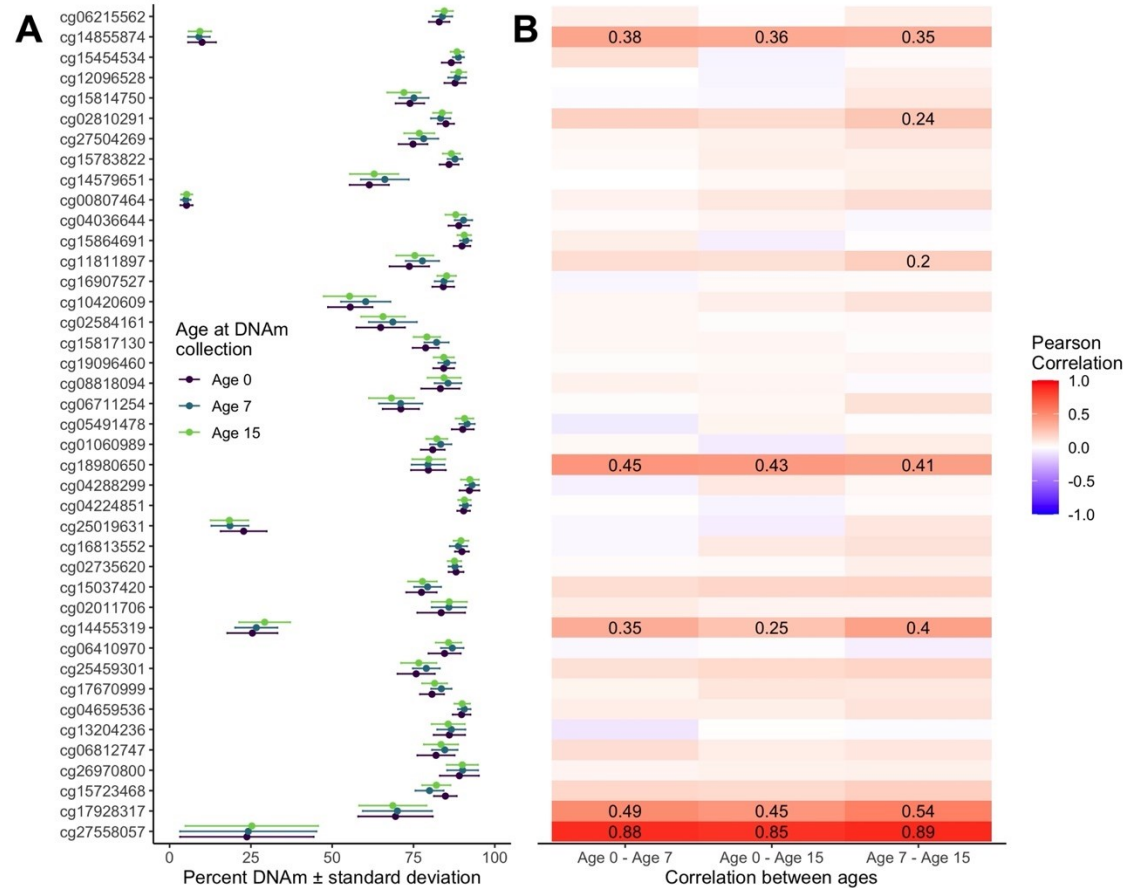 A
cg06215562
cg14855874
cg15454534
cg12096528
cg15814750
cg02810291
cg27504269
cg15783822
cg14579651
cg00807464
cg04036644
cg15864691
cg11811897
cg16907527
cg10420609
cg02584161
cg15817130
cg19096460
cg08818094
cg06711254
cg05491478
cg01060989
cg18980650
cg04288299
cg04224851
cg25019631
cg16813552
cg02735620
cg15037420
cg02011706
cg14455319
cg06410970
cg25459301
cg17670999
cg04659536
cg13204236
cg06812747
cg26970800
cg15723468
cg17928317
cg27558057
Age at DNAm
collection
Age 0
Age 7
Age 15
0 25 50 75 100
Percent DNAm ± standard deviation
B
0.38 0.36 0.35
0.24
0.2
0.45 0.43 0.41
0.35 0.25 0.4
0.49 0.45 0.54
0.88 0.85 0.89
Age 0 - Age 7 Age 0 - Age 15 Age 7 - Age 15
Correlation between ages
Pearson
Correlation
1.0
0.5
0.0
-0.5
-1.0